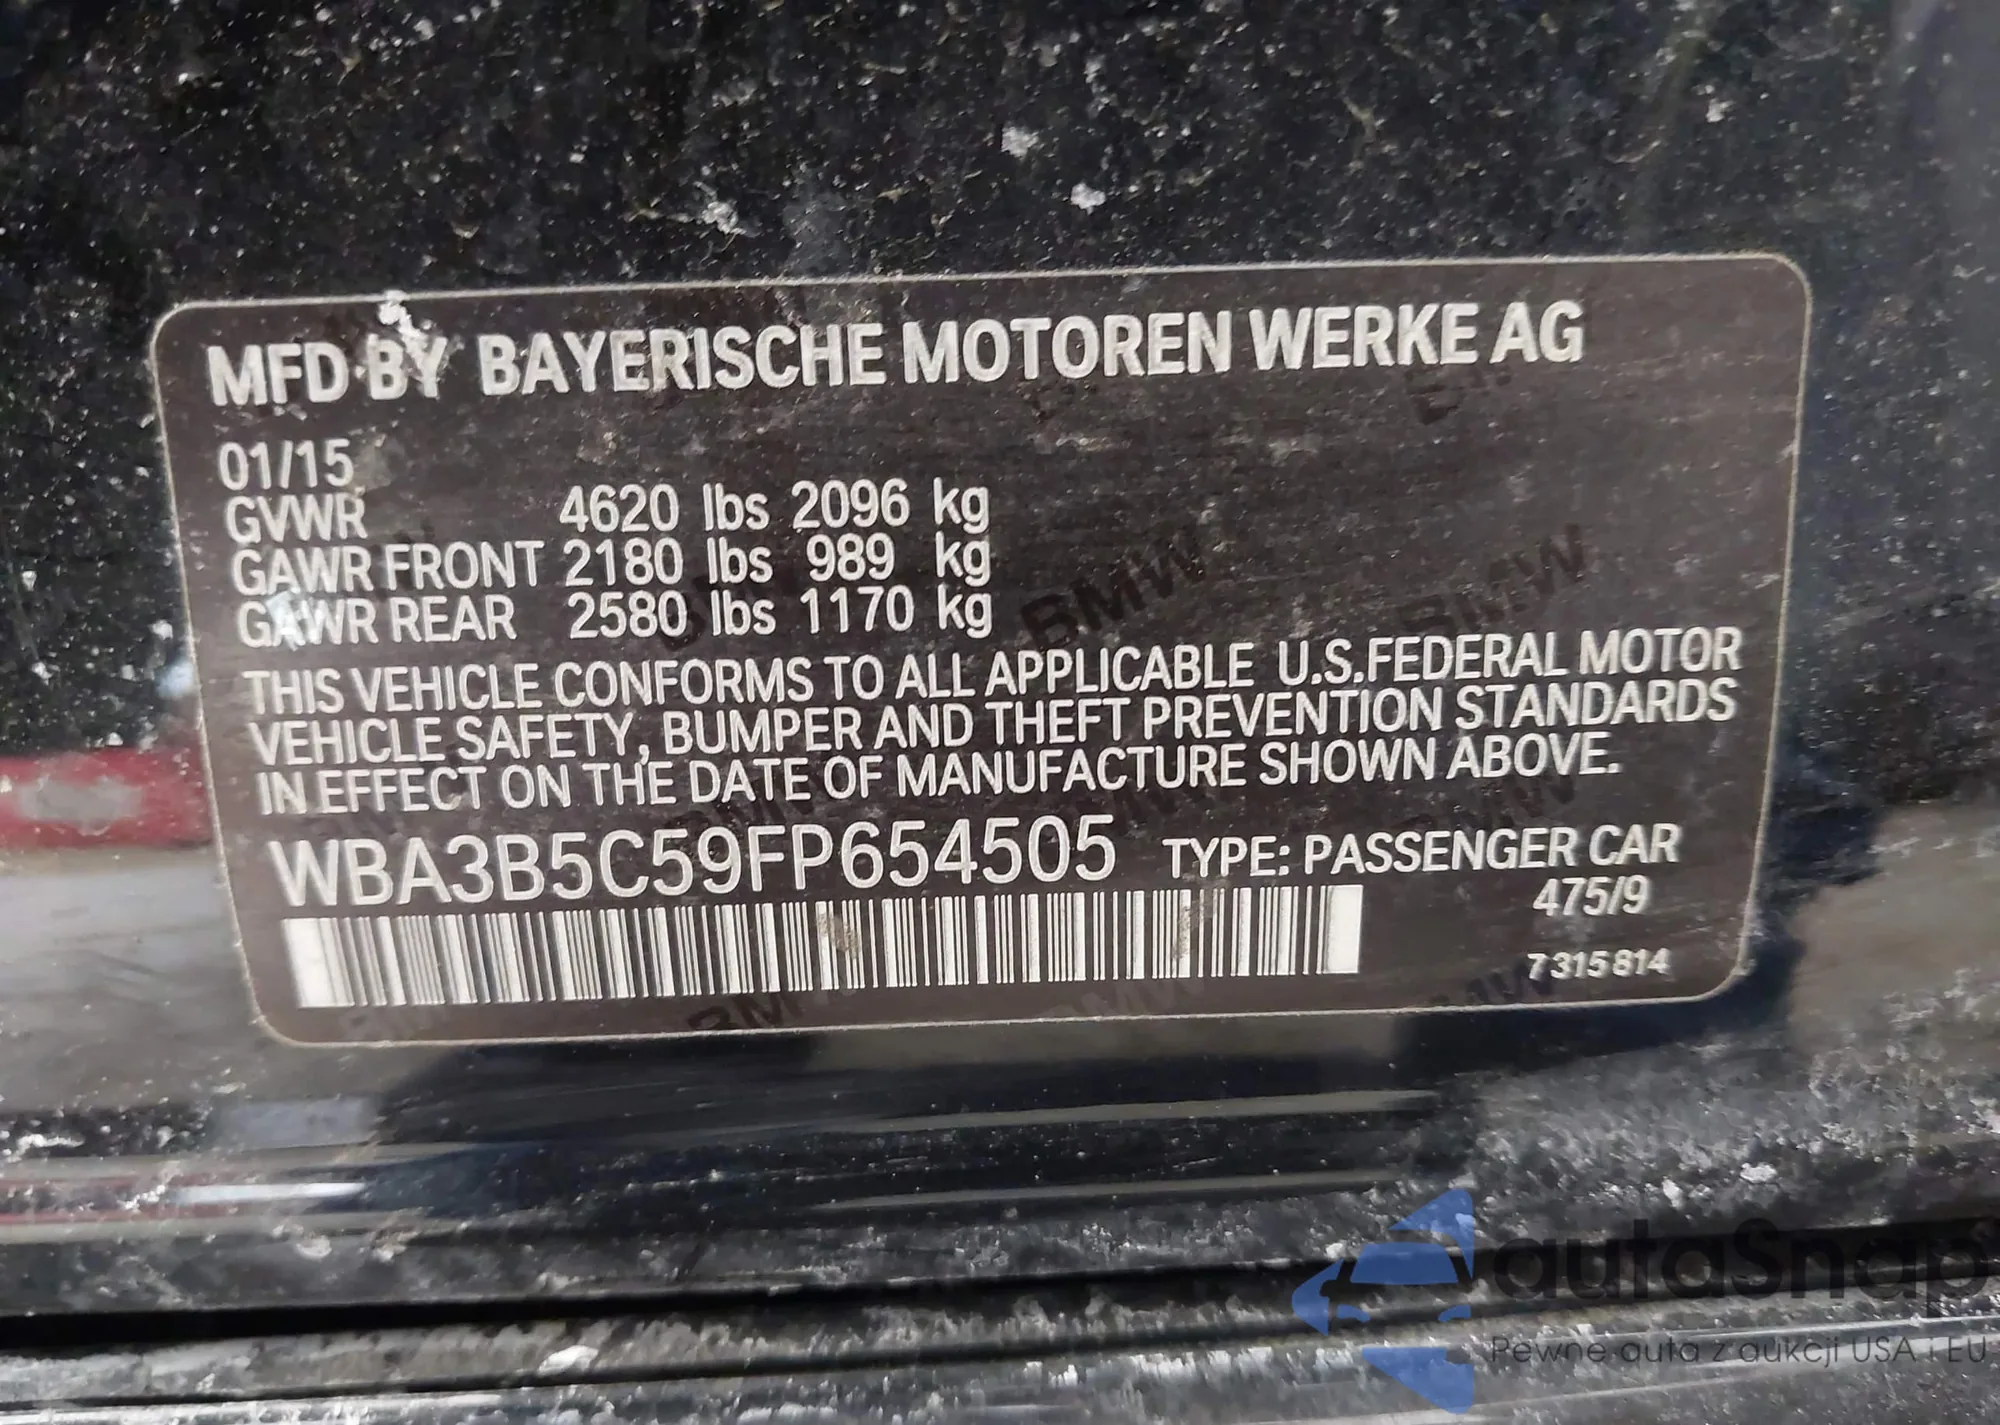 MFD BY BAYERISCHE MOTOREN WERKE AG
01/15
GVWR 4620 lbs 2096 kg
GAWR FRONT 2180 lbs 989 kg
GAWR REAR 2580 lbs 1170 kg
THIS VEHICLE CONFORMS TO ALL APPLICABLE U.S.FEDERAL MOTOR
VEHICLE SAFETY, BUMPER AND THEFT PREVENTION STANDARDS
IN EFFECT ON THE DATE OF MANUFACTURE SHOWN ABOVE.
WBA3B5C59FP654505 TYPE: PASSENGER CAR
475/9
7315814
autaSnap
Pewne auta z aukcji USA i EU